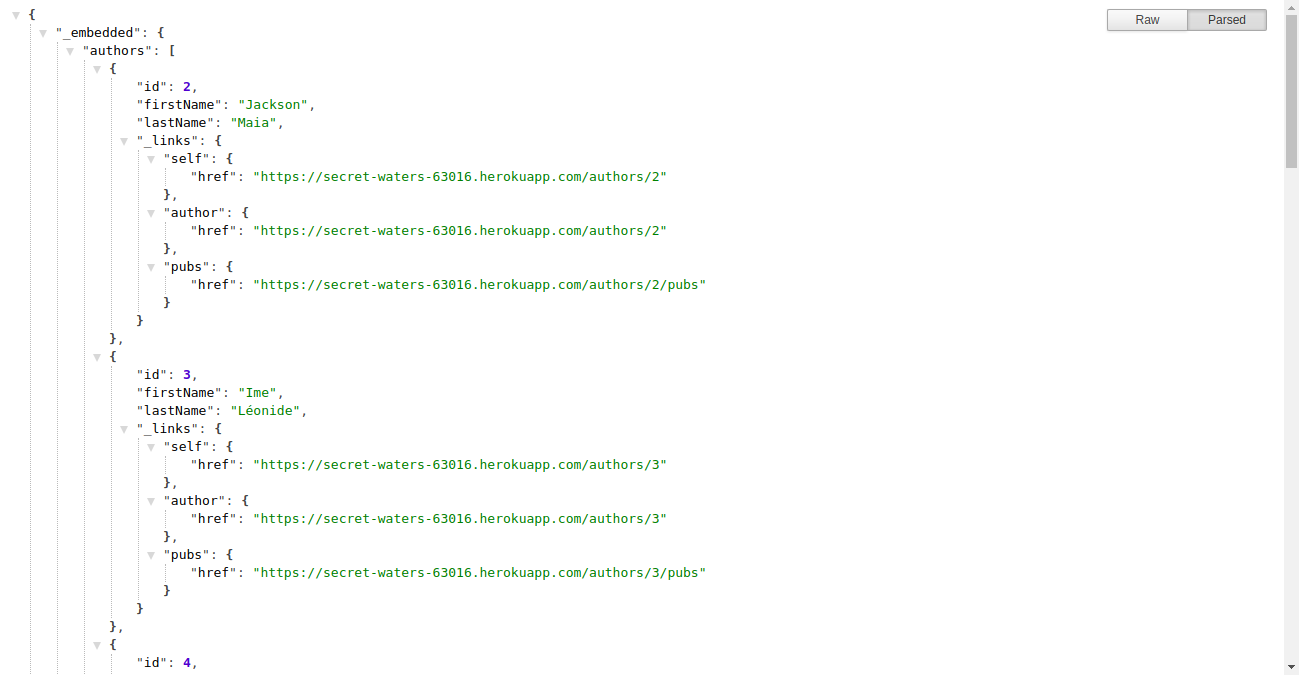 {
"_embedded": {
"authors": [
{
"id": 2,
"firstName": "Jackson",
"lastName": "Maia",
"_links": {
"self": {
"href": "https://secret-waters-63016.herokuapp.com/authors/2"
},
"author": {
"href": "https://secret-waters-63016.herokuapp.com/authors/2"
},
"pubs": {
"href": "https://secret-waters-63016.herokuapp.com/authors/2/pubs"
}
}
},
{
"id": 3,
"firstName": "Ime",
"lastName": "Léonide",
"_links": {
"self": {
"href": "https://secret-waters-63016.herokuapp.com/authors/3"
},
"author": {
"href": "https://secret-waters-63016.herokuapp.com/authors/3"
},
"pubs": {
"href": "https://secret-waters-63016.herokuapp.com/authors/3/pubs"
}
}
},
{
"id": 4,
Raw Parsed